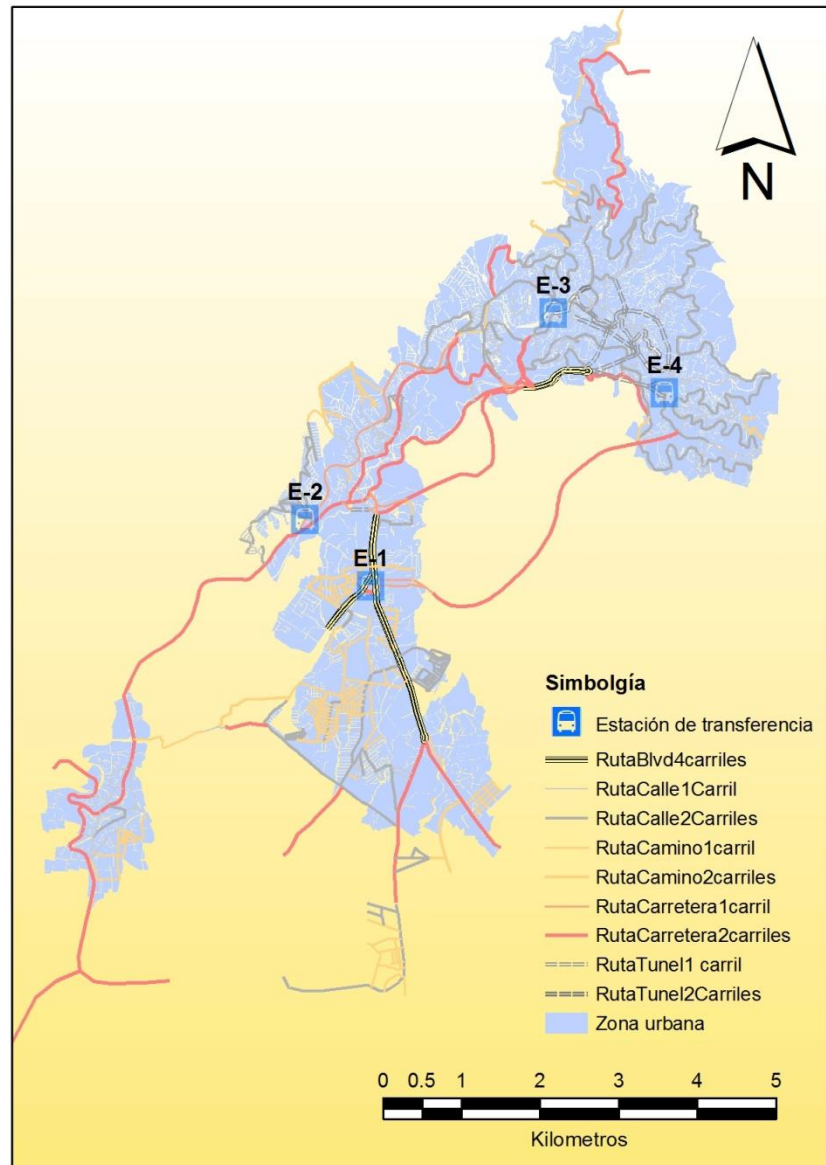 N
E-3
E-4
E-2
E-1
Simbolgía
Estación de transferencia
RutaBlvd4carriles
RutaCalle1Carril
RutaCalle2Carriles
RutaCamino1carril
RutaCamino2carriles
RutaCarretera1carril
RutaCarretera2carriles
RutaTunel1 carril
RutaTunel2Carriles
Zona urbana
0 0.5 1 2 3 4 5
Kilometros